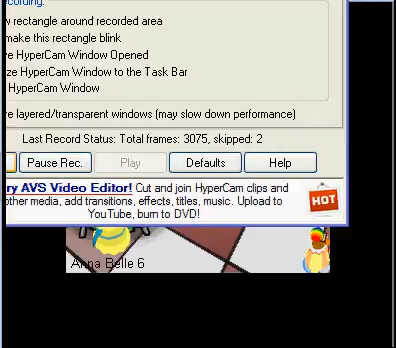 ecording:
w rectangle around recorded area
make this rectangle blink
ve HyperCam Window Opened
ze HyperCam Window to the Task Bar
HyperCam Window
re layered/transparent windows (may slow down performance)
Last Record Status: Total frames: 3075, skipped: 2
Pause Rec. Play Defaults Help
ry AVS Video Editor! Cut and join HyperCam clips and
other media, add transitions, effects, titles, music. Upload to
YouTube, burn to DVD!
HOT
Anna Belle 6